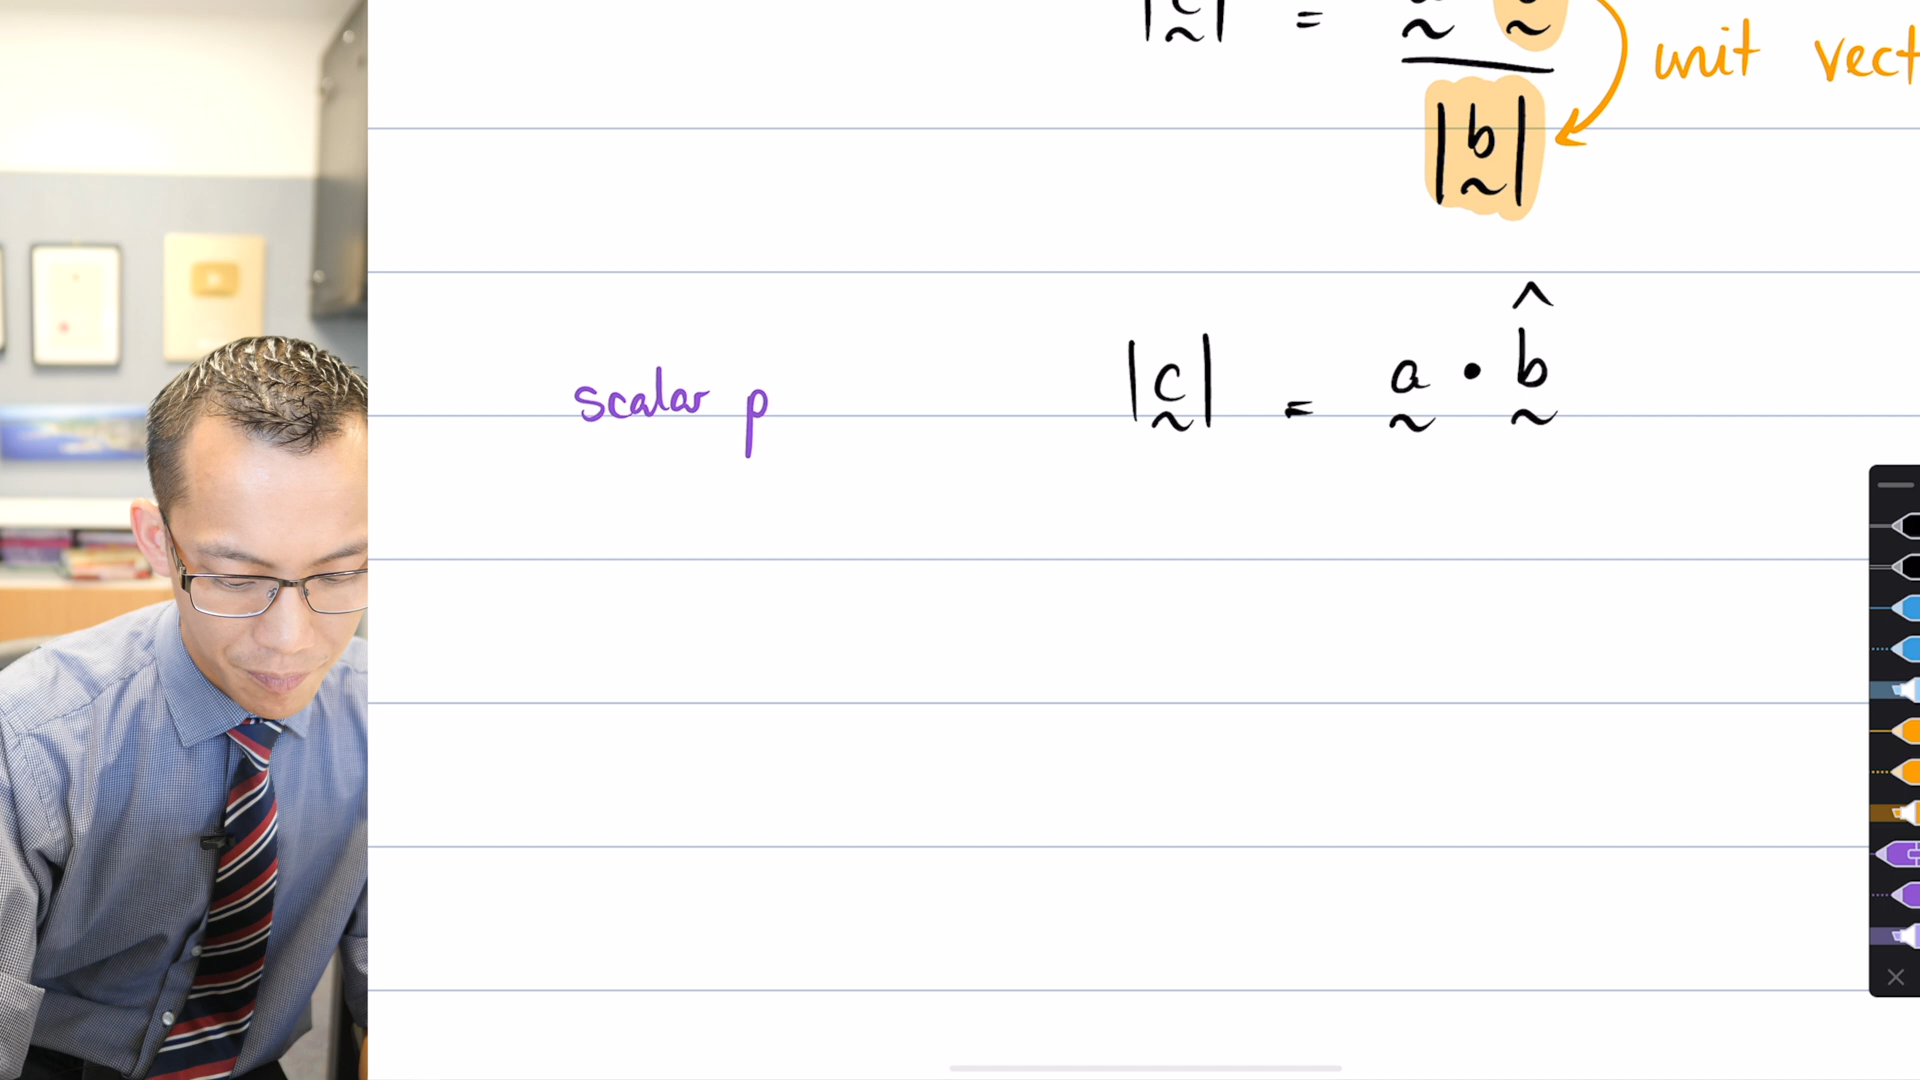 |c̰| = a̰
unit vect
|b̰|
scalar p |c̰| = a̰ • b̰̂